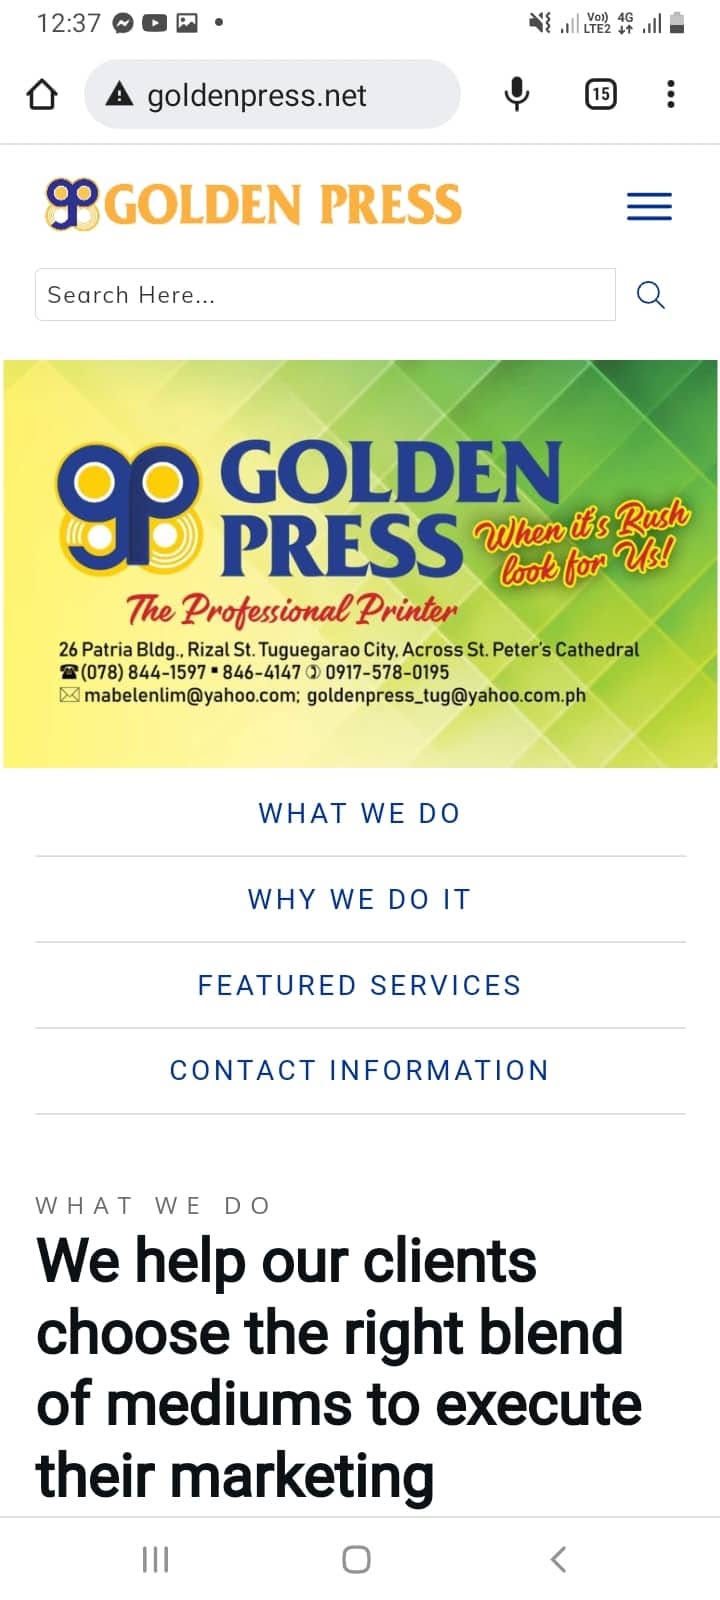 12:37
Vo))
LTE2
4G
goldenpress.net
15
GOLDEN PRESS
Search Here...
gp GOLDEN
PRESS
When it's Rush
look for Us!
The Professional Printer
26 Patria Bldg., Rizal St. Tuguegarao City, Across St. Peter's Cathedral
(078) 844-1597 ▪ 846-4147 0917-578-0195
mabelenlim@yahoo.com; goldenpress_tug@yahoo.com.ph
WHAT WE DO
WHY WE DO IT
FEATURED SERVICES
CONTACT INFORMATION
WHAT WE DO
We help our clients
choose the right blend
of mediums to execute
their marketing